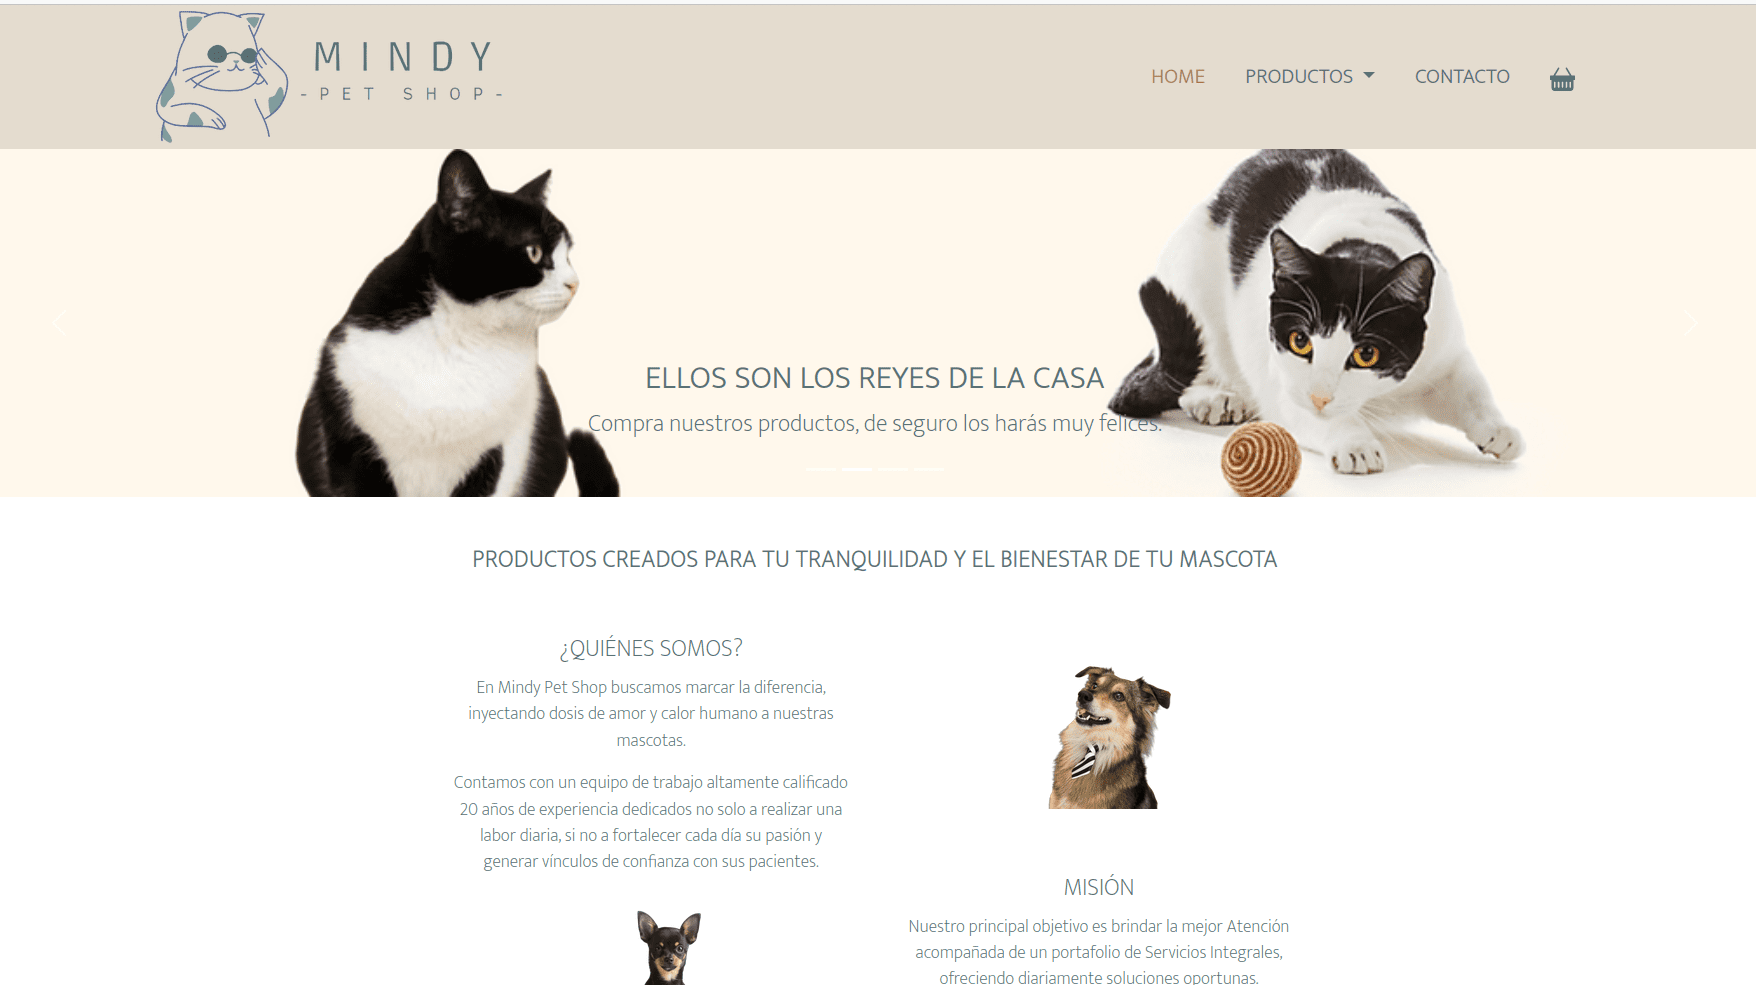 MINDY
- PET SHOP -
HOME PRODUCTOS CONTACTO
ELLOS SON LOS REYES DE LA CASA
Compra nuestros productos, de seguro los harás muy felices.
PRODUCTOS CREADOS PARA TU TRANQUILIDAD Y EL BIENESTAR DE TU MASCOTA
¿QUIÉNES SOMOS?
En Mindy Pet Shop buscamos marcar la diferencia,
inyectando dosis de amor y calor humano a nuestras
mascotas.
Contamos con un equipo de trabajo altamente calificado
20 años de experiencia dedicados no solo a realizar una
labor diaria, si no a fortalecer cada día su pasión y
generar vínculos de confianza con sus pacientes.
MISIÓN
Nuestro principal objetivo es brindar la mejor Atención
acompañada de un portafolio de Servicios Integrales,
ofreciendo diariamente soluciones oportunas.